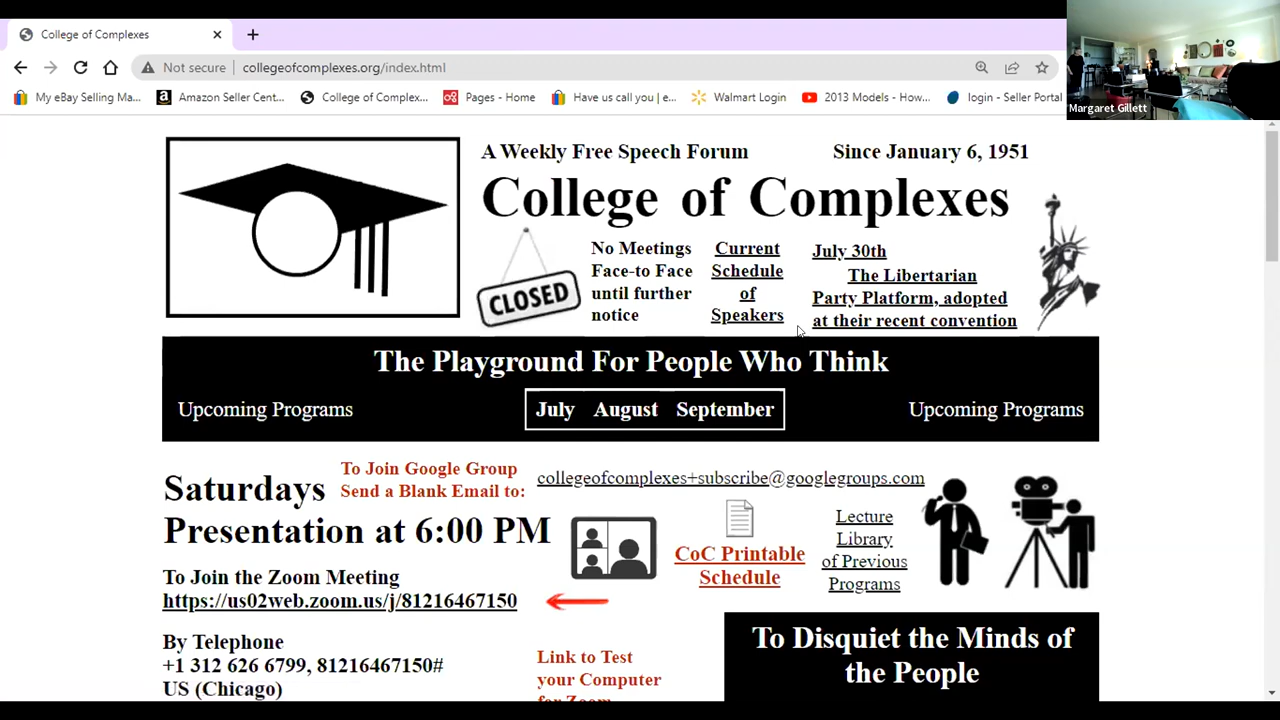 College of Complexes
Not secure
collegeofcomplexes.org/index.html
My eBay Selling Ma...
Amazon Seller Cent...
College of Complex...
Pages - Home
Have us call you | e...
Walmart Login
2013 Models - How...
login - Seller Portal
Margaret Gillett
A Weekly Free Speech Forum
Since January 6, 1951
College of Complexes
CLOSED
No Meetings
Face-to Face
until further
notice
Current
Schedule
of
Speakers
July 30th
The Libertarian
Party Platform, adopted
at their recent convention
The Playground For People Who Think
Upcoming Programs
July August September
Upcoming Programs
Saturdays
Presentation at 6:00 PM
To Join Google Group
Send a Blank Email to:
collegeofcomplexes+subscribe@googlegroups.com
CoC Printable
Schedule
Lecture
Library
of Previous
Programs
To Join the Zoom Meeting
https://us02web.zoom.us/j/81216467150
By Telephone
+1 312 626 6799, 81216467150#
US (Chicago)
Link to Test
your Computer
for Zoom
To Disquiet the Minds of
the People